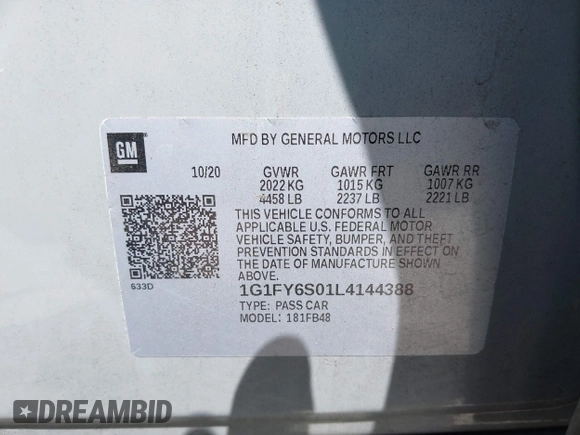 GM
MFD BY GENERAL MOTORS LLC
10/20 GVWR GAWR FRT GAWR RR
2022 KG 1015 KG 1007 KG
4458 LB 2237 LB 2221 LB
THIS VEHICLE CONFORMS TO ALL
APPLICABLE U.S. FEDERAL MOTOR
VEHICLE SAFETY, BUMPER, AND THEFT
PREVENTION STANDARDS IN EFFECT
ON THE DATE OF MANUFACTURE SHOWN
ABOVE.
633D
1G1FY6S01L4144388
TYPE: PASS CAR
MODEL: 181FB48
DREAMBID